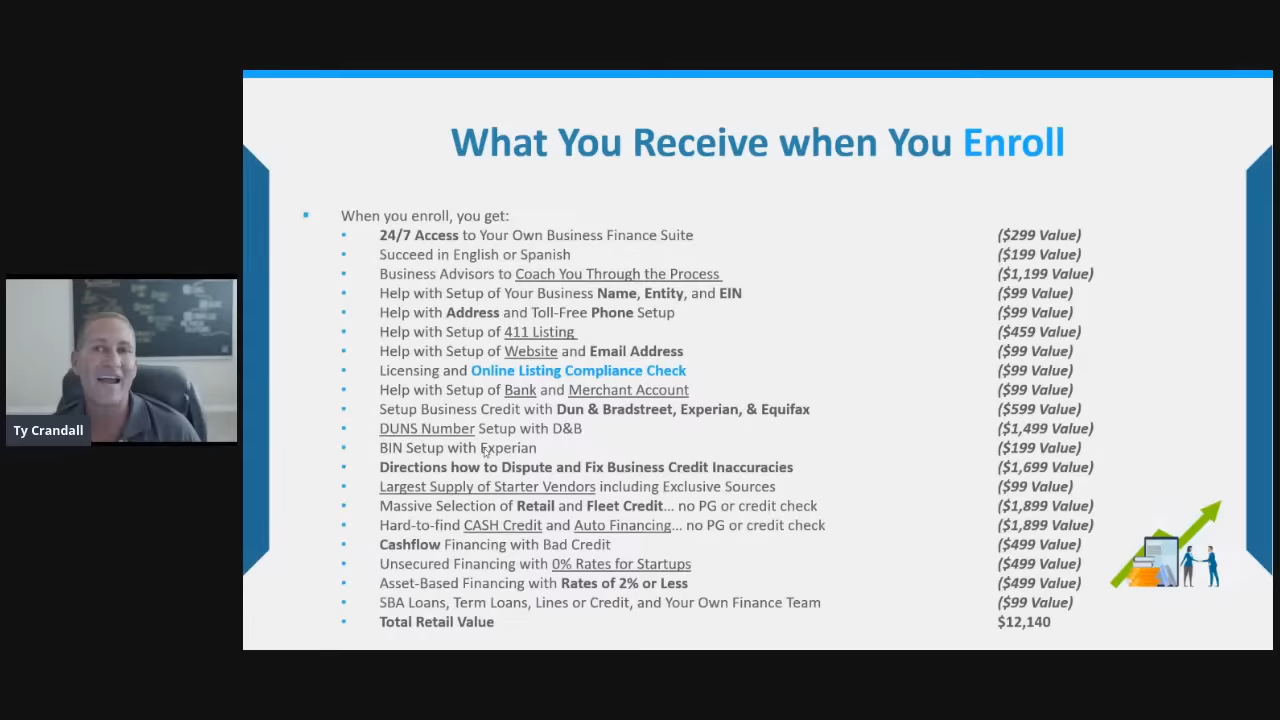 What You Receive when You Enroll
When you enroll, you get:
24/7 Access to Your Own Business Finance Suite ($299 Value)
Succeed in English or Spanish ($199 Value)
Business Advisors to Coach You Through the Process ($1,199 Value)
Help with Setup of Your Business Name, Entity, and EIN ($99 Value)
Help with Address and Toll-Free Phone Setup ($99 Value)
Help with Setup of 411 Listing ($459 Value)
Help with Setup of Website and Email Address ($99 Value)
Licensing and Online Listing Compliance Check ($99 Value)
Help with Setup of Bank and Merchant Account ($99 Value)
Setup Business Credit with Dun & Bradstreet, Experian, & Equifax ($599 Value)
DUNS Number Setup with D&B ($1,499 Value)
BIN Setup with Experian ($199 Value)
Directions how to Dispute and Fix Business Credit Inaccuracies ($1,699 Value)
Largest Supply of Starter Vendors including Exclusive Sources ($99 Value)
Massive Selection of Retail and Fleet Credit... no PG or credit check ($1,899 Value)
Hard-to-find CASH Credit and Auto Financing... no PG or credit check ($1,899 Value)
Cashflow Financing with Bad Credit ($499 Value)
Unsecured Financing with 0% Rates for Startups ($499 Value)
Asset-Based Financing with Rates of 2% or Less ($499 Value)
SBA Loans, Term Loans, Lines or Credit, and Your Own Finance Team ($99 Value)
Total Retail Value $12,140
Ty Crandall